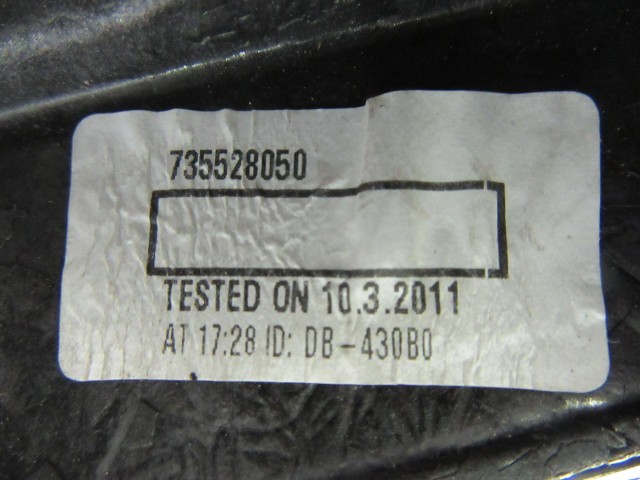 735528050
TESTED ON 10.3.2011
AT 17:28 ID: DB-430B0